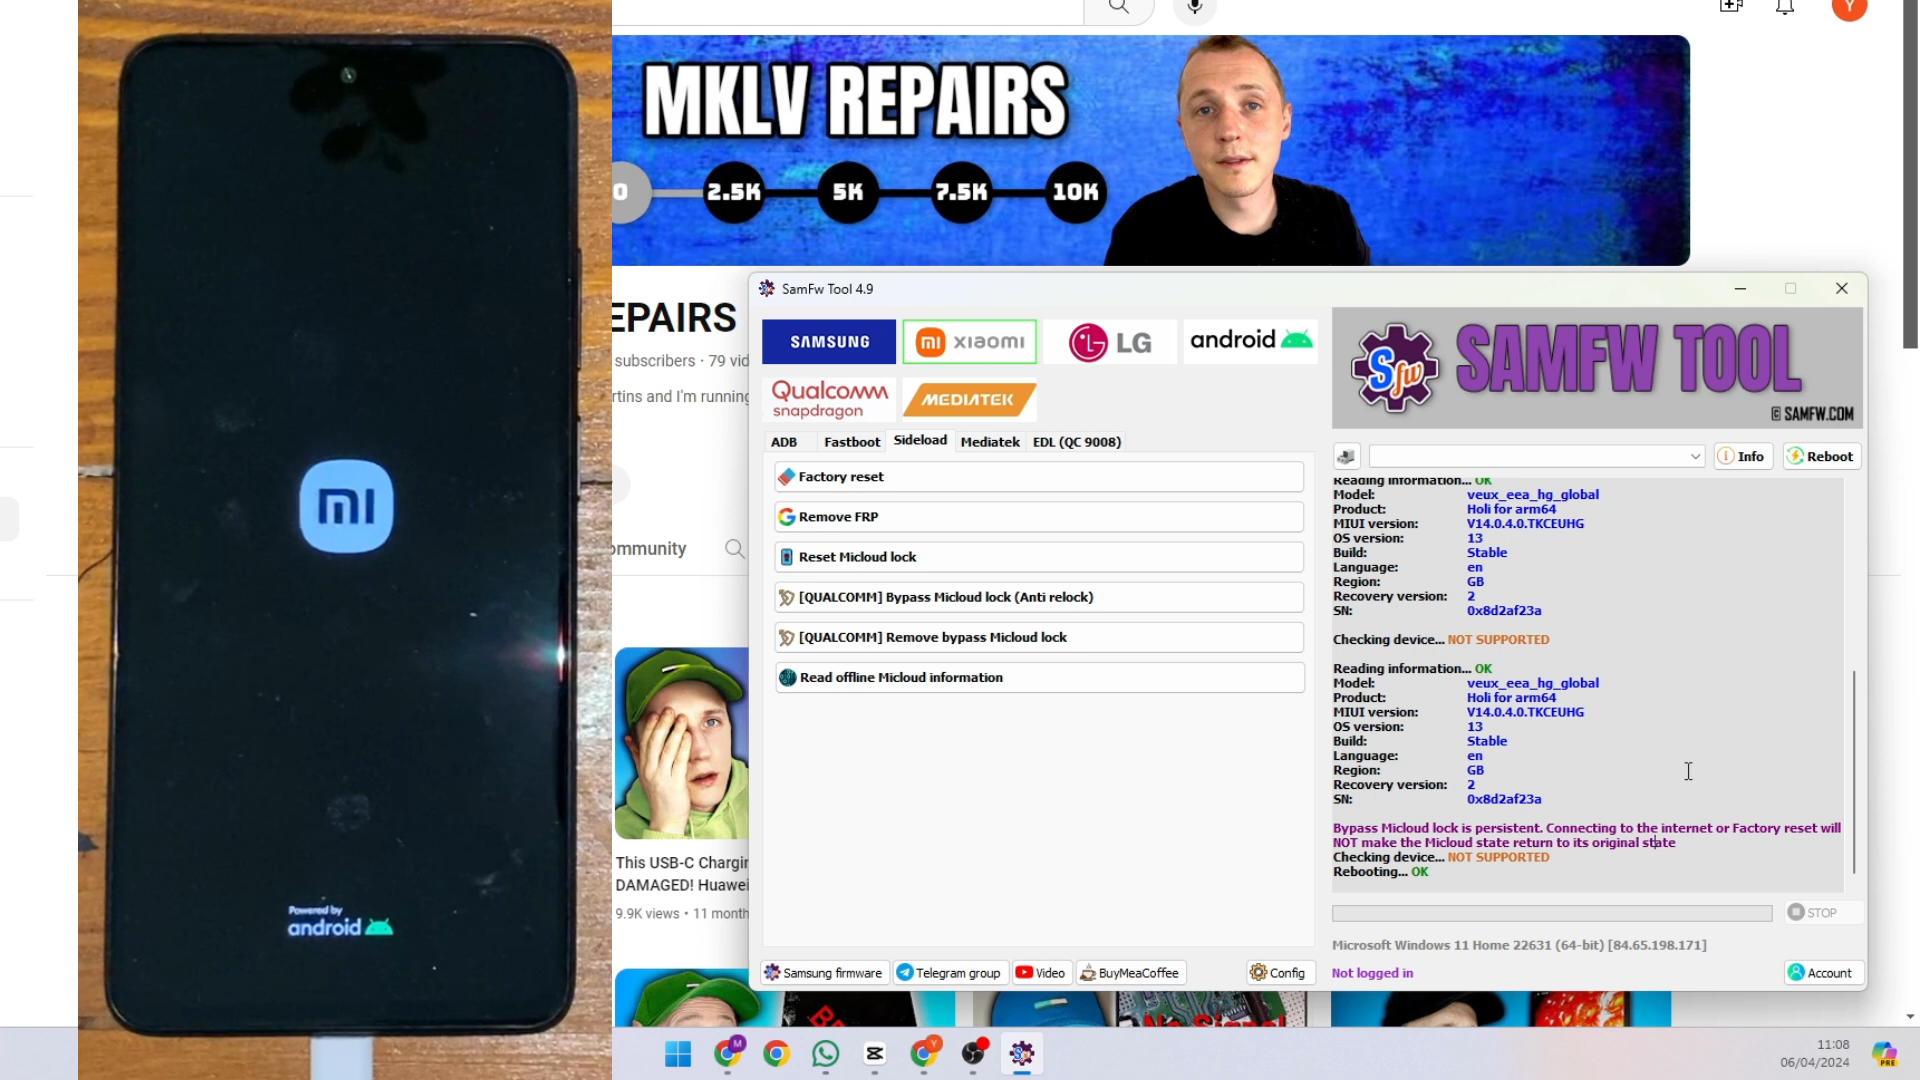 Powered by
android
MKLV REPAIRS
0
2.5K
5K
7.5K
10K
Y
EPAIRS
subscribers · 79 vid
rtins and I'm running
ommunity
This USB-C Chargin
DAMAGED! Huawei
9.9K views • 11 month
SamFw Tool 4.9
SAMSUNG
mi xiaomi
LG
android
Qualcomm
snapdragon
MEDIATEK
ADB
Fastboot
Sideload
Mediatek
EDL (QC 9008)
Factory reset
Remove FRP
Reset Micloud lock
[QUALCOMM] Bypass Micloud lock (Anti relock)
[QUALCOMM] Remove bypass Micloud lock
Read offline Micloud information
Samsung firmware
Telegram group
Video
BuyMeaCoffee
Config
Sfw
SAMFW TOOL
© SAMFW.COM
Info
Reboot
Reading information... OK
Model: veux_eea_hg_global
Product: Holi for arm64
MIUI version: V14.0.4.0.TKCEUHG
OS version: 13
Build: Stable
Language: en
Region: GB
Recovery version: 2
SN: 0x8d2af23a
Checking device... NOT SUPPORTED
Reading information... OK
Model: veux_eea_hg_global
Product: Holi for arm64
MIUI version: V14.0.4.0.TKCEUHG
OS version: 13
Build: Stable
Language: en
Region: GB
Recovery version: 2
SN: 0x8d2af23a
Bypass Micloud lock is persistent. Connecting to the internet or Factory reset will
NOT make the Micloud state return to its original state
Checking device... NOT SUPPORTED
Rebooting... OK
STOP
Microsoft Windows 11 Home 22631 (64-bit) [84.65.198.171]
Not logged in
Account
No Signal
M
Y
11:08
06/04/2024
PRE